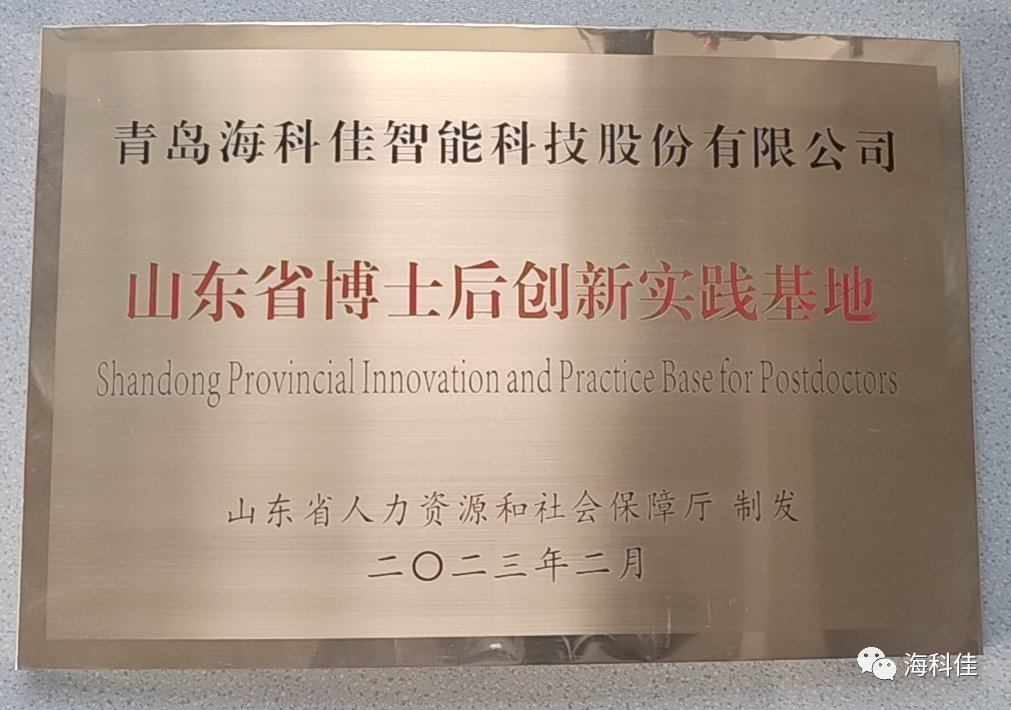 青岛海科佳智能科技股份有限公司
山东省博士后创新实践基地
Shandong Provincial Innovation and Practice Base for Postdoctors
山东省人力资源和社会保障厅 制发
二〇二三年二月
海科佳